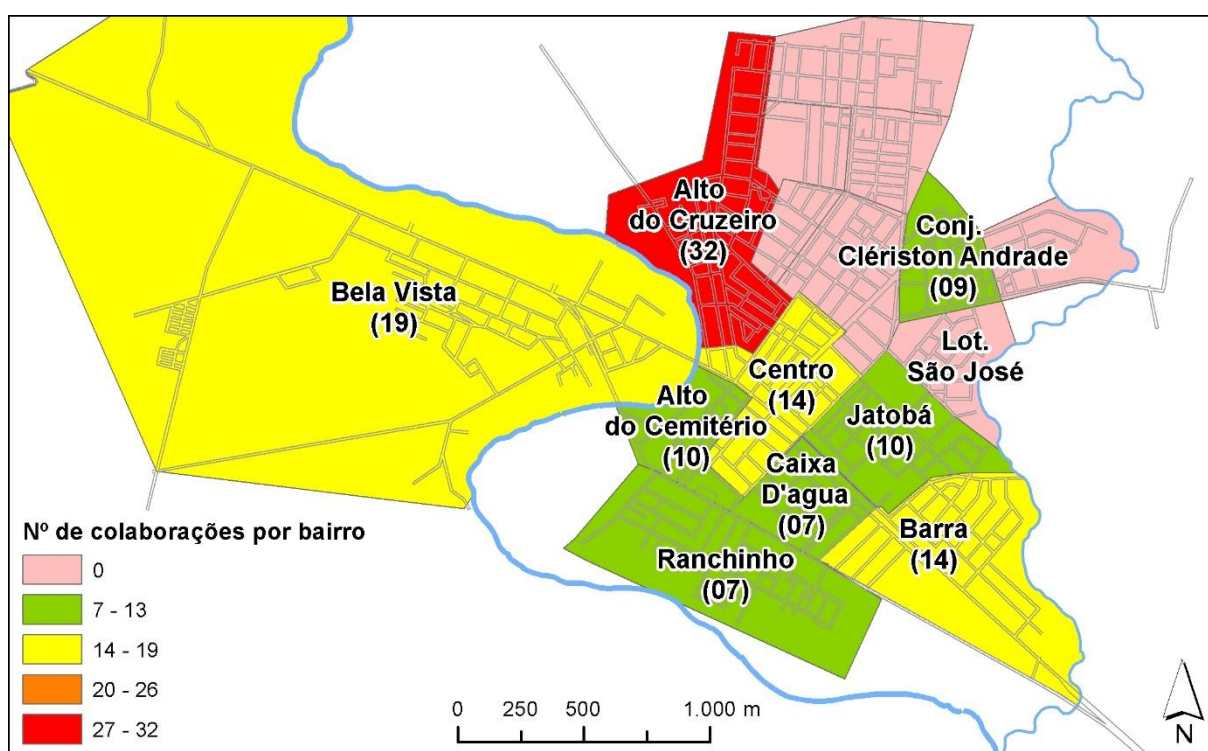 Alto
do Cruzeiro
(32)
Conj.
Clériston Andrade
(09)
Bela Vista
(19)
Lot.
São José
Centro
(14)
Alto
do Cemitério
(10)
Jatobá
(10)
Caixa
D'agua
(07)
Barra
(14)
Ranchinho
(07)
Nº de colaborações por bairro
0
7 - 13
14 - 19
20 - 26
27 - 32
0 250 500 1.000 m
N